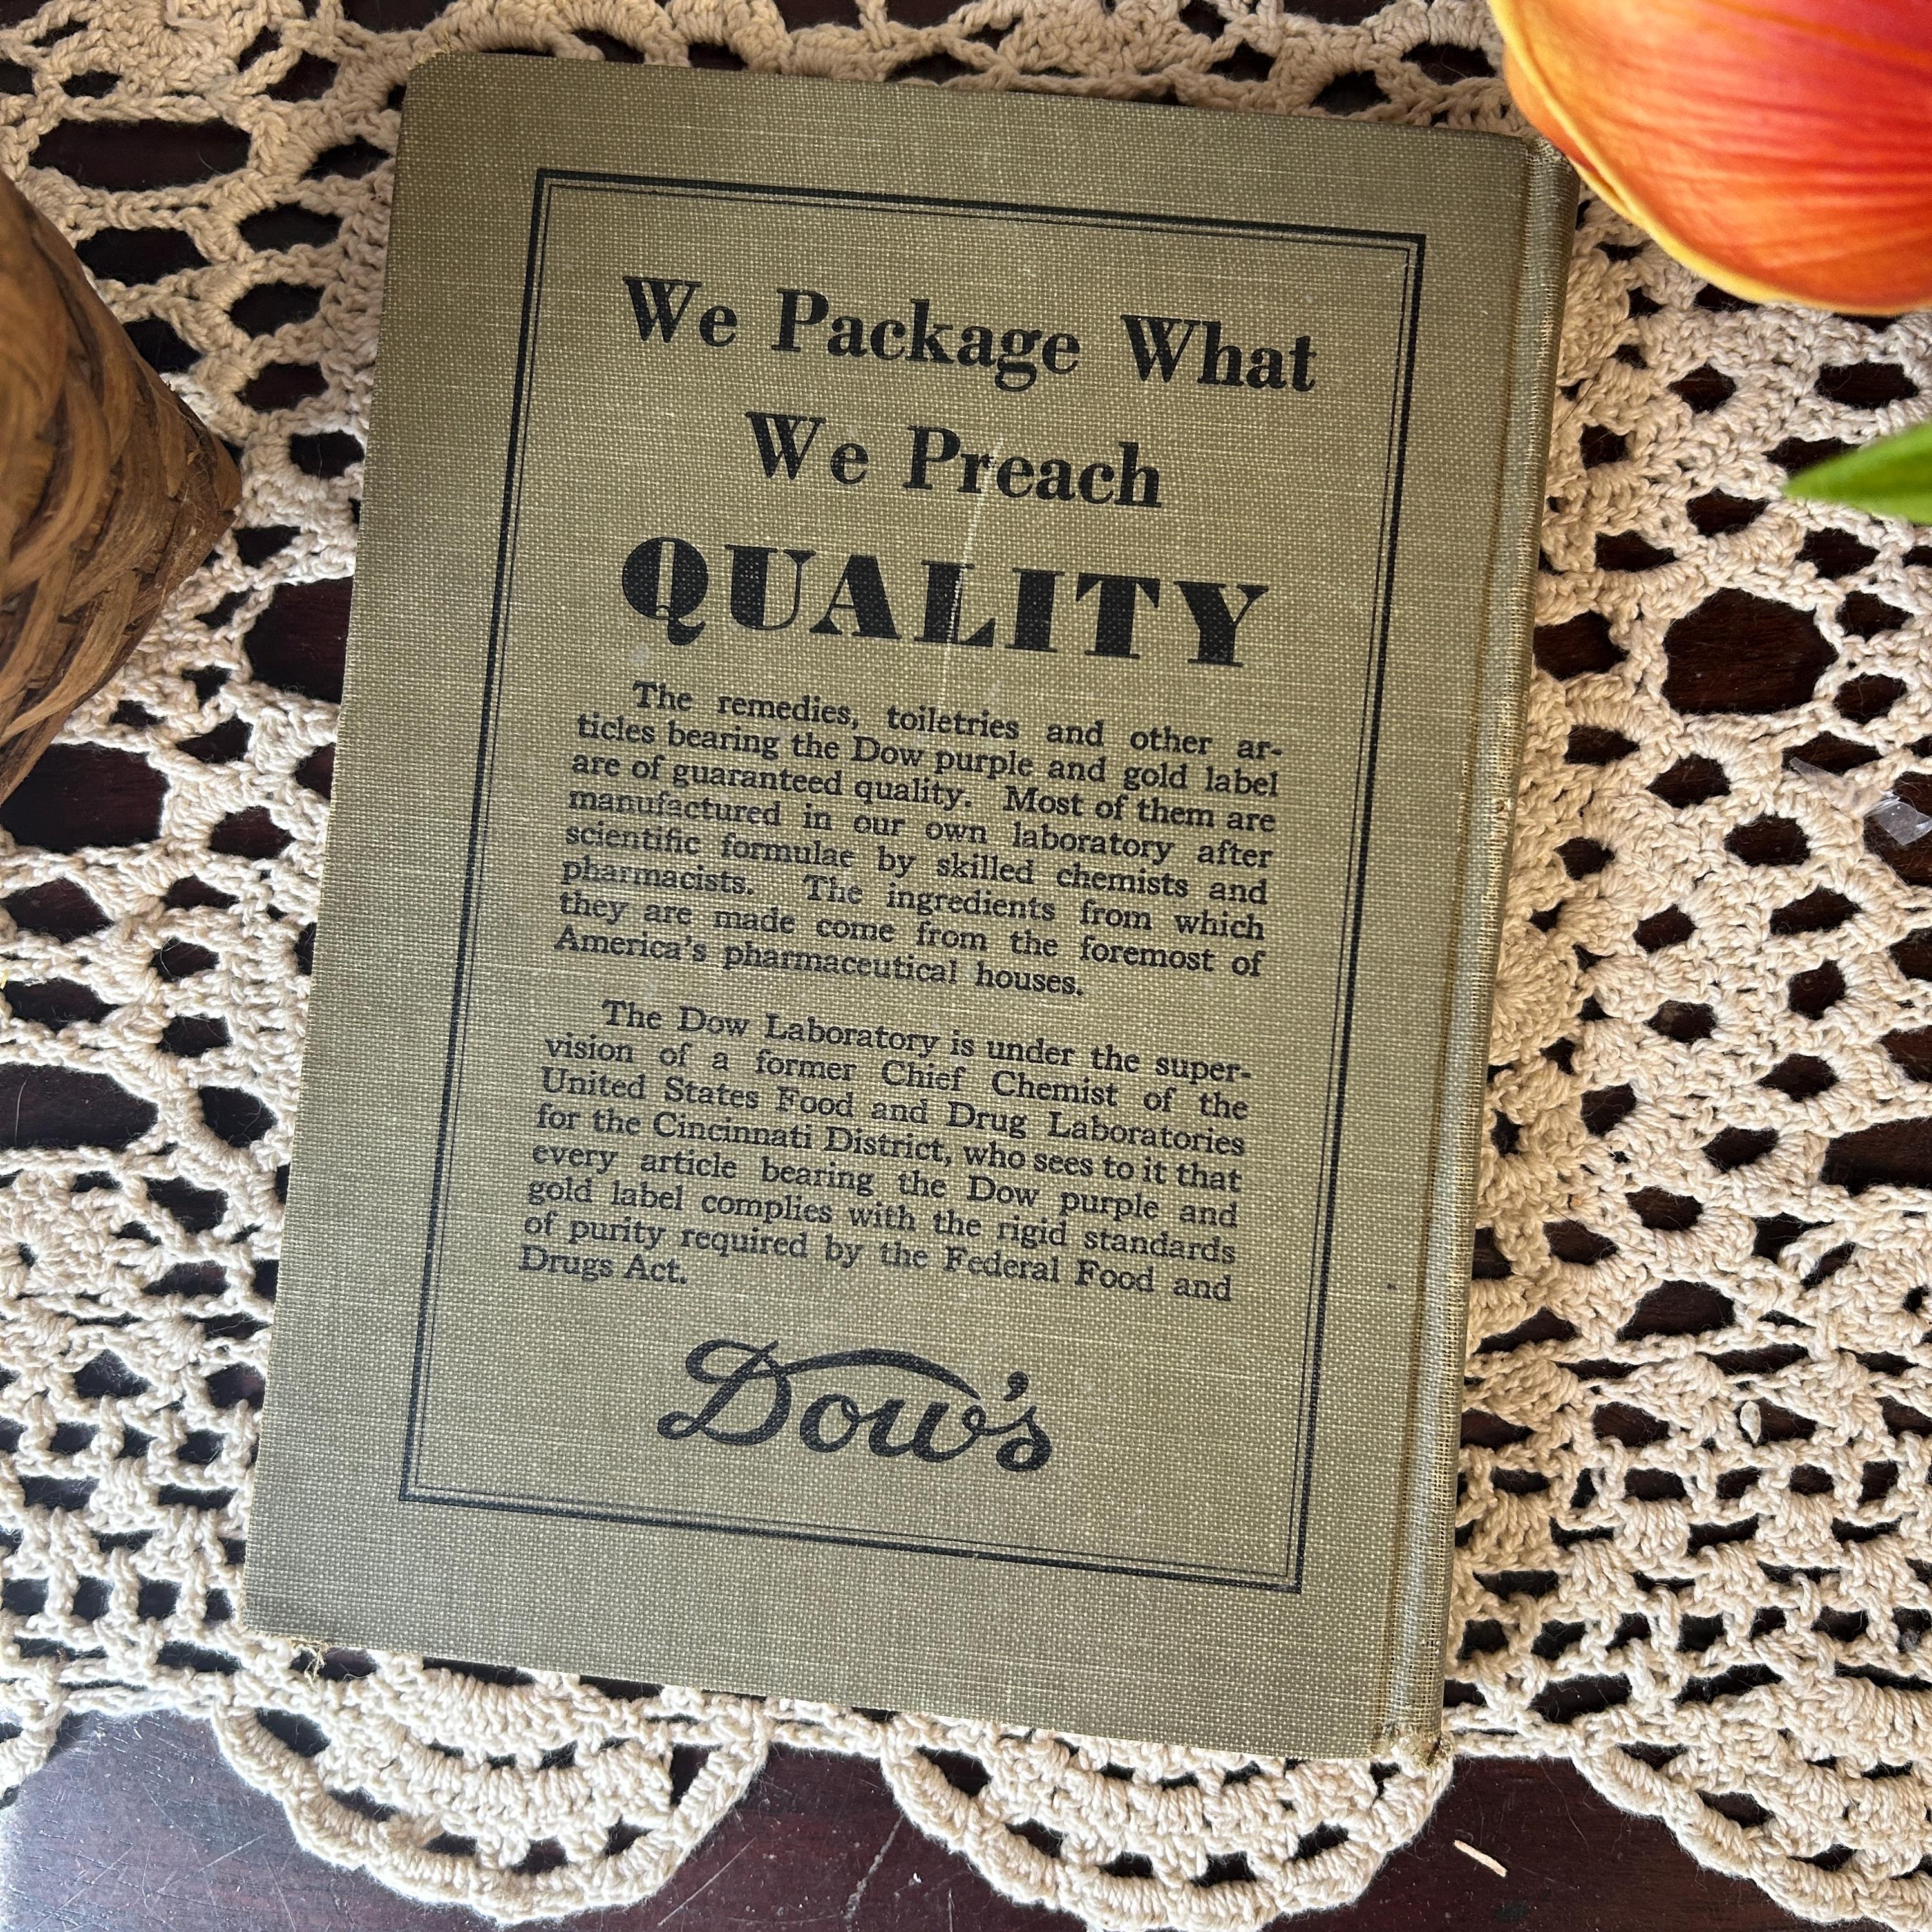 We Package What
We Preach
QUALITY
The remedies, toiletries and other ar-
ticles bearing the Dow purple and gold label
are of guaranteed quality. Most of them are
manufactured in our own laboratory after
scientific formulae by skilled chemists and
pharmacists. The ingredients from which
they are made come from the foremost of
America's pharmaceutical houses.
The Dow Laboratory is under the super-
vision of a former Chief Chemist of the
United States Food and Drug Laboratories
for the Cincinnati District, who sees to it that
every article bearing the Dow purple and
gold label complies with the rigid standards
of purity required by the Federal Food and
Drugs Act.
Dow's